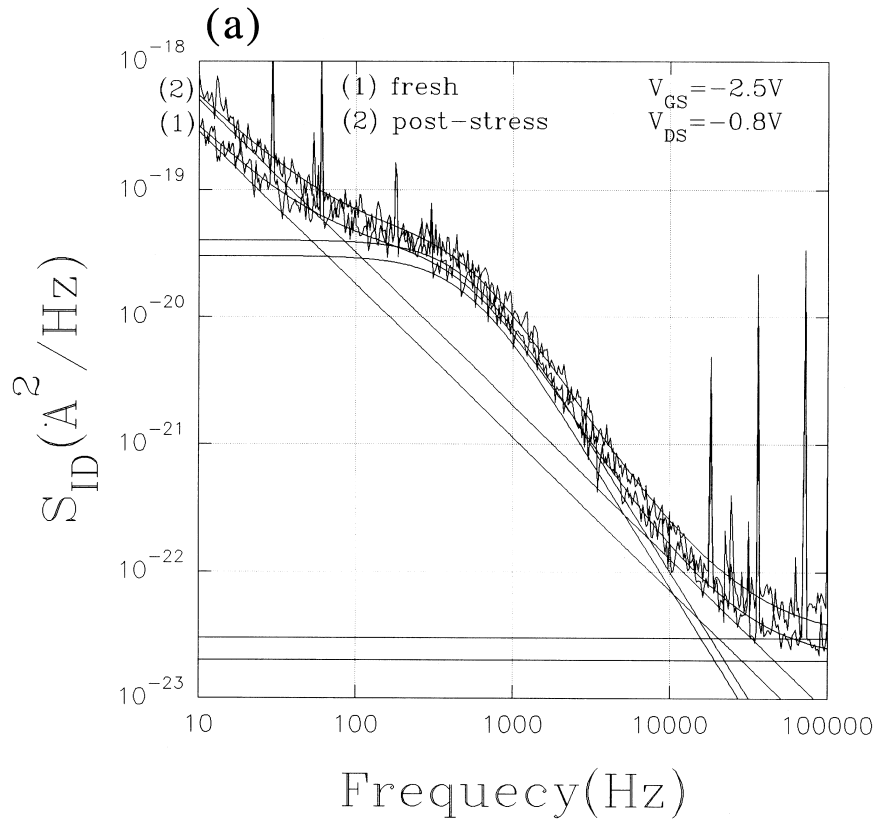 (a)
10⁻¹⁸
(2)
(1)
10⁻¹⁹
10⁻²⁰
10⁻²¹
10⁻²²
10⁻²³
(1) fresh
(2) post-stress
V_GS=−2.5V
V_DS=−0.8V
S_ID(A²/Hz)
10 100 1000 10000 100000
Frequecy(Hz)